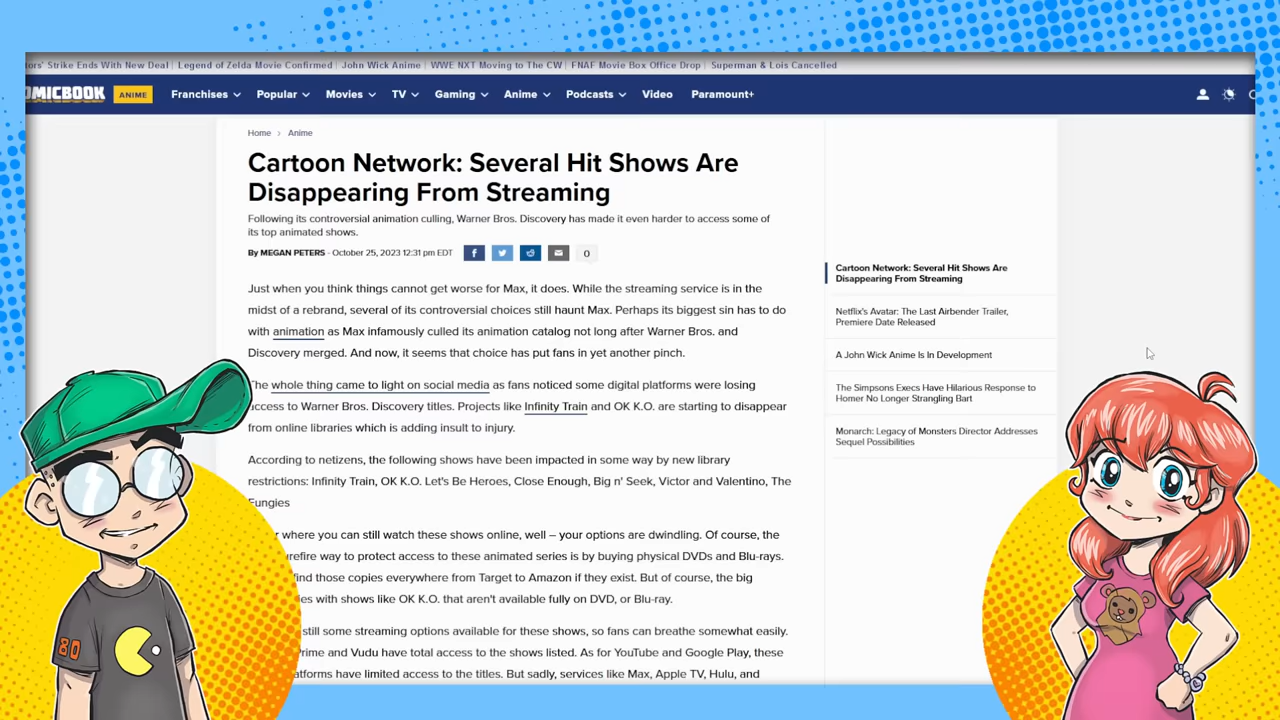 Strike Ends With New Deal | Legend of Zelda Movie Confirmed | John Wick Anime | WWE NXT Moving to The CW | FNAF Movie Box Office Drop | Superman & Lois Cancelled
OMICBOOK ANIME Franchises Popular Movies TV Gaming Anime Podcasts Video Paramount+
Home > Anime
Cartoon Network: Several Hit Shows Are
Disappearing From Streaming
Following its controversial animation culling, Warner Bros. Discovery has made it even harder to access some of
its top animated shows.
By MEGAN PETERS - October 25, 2023 12:31 pm EDT
0
Just when you think things cannot get worse for Max, it does. While the streaming service is in the
midst of a rebrand, several of its controversial choices still haunt Max. Perhaps its biggest sin has to do
with animation as Max infamously culled its animation catalog not long after Warner Bros. and
Discovery merged. And now, it seems that choice has put fans in yet another pinch.
The whole thing came to light on social media as fans noticed some digital platforms were losing
access to Warner Bros. Discovery titles. Projects like Infinity Train and OK K.O. are starting to disappear
from online libraries which is adding insult to injury.
According to netizens, the following shows have been impacted in some way by new library
restrictions: Infinity Train, OK K.O. Let's Be Heroes, Close Enough, Big n' Seek, Victor and Valentino, The
Fungies
where you can still watch these shows online, well – your options are dwindling. Of course, the
surefire way to protect access to these animated series is by buying physical DVDs and Blu-rays.
find those copies everywhere from Target to Amazon if they exist. But of course, the big
with shows like OK K.O. that aren't available fully on DVD, or Blu-ray.
still some streaming options available for these shows, so fans can breathe somewhat easily.
Prime and Vudu have total access to the shows listed. As for YouTube and Google Play, these
have limited access to the titles. But sadly, services like Max, Apple TV, Hulu, and
Cartoon Network: Several Hit Shows Are
Disappearing From Streaming
Netflix's Avatar: The Last Airbender Trailer,
Premiere Date Released
A John Wick Anime Is In Development
The Simpsons Execs Have Hilarious Response to
Homer No Longer Strangling Bart
Monarch: Legacy of Monsters Director Addresses
Sequel Possibilities
80